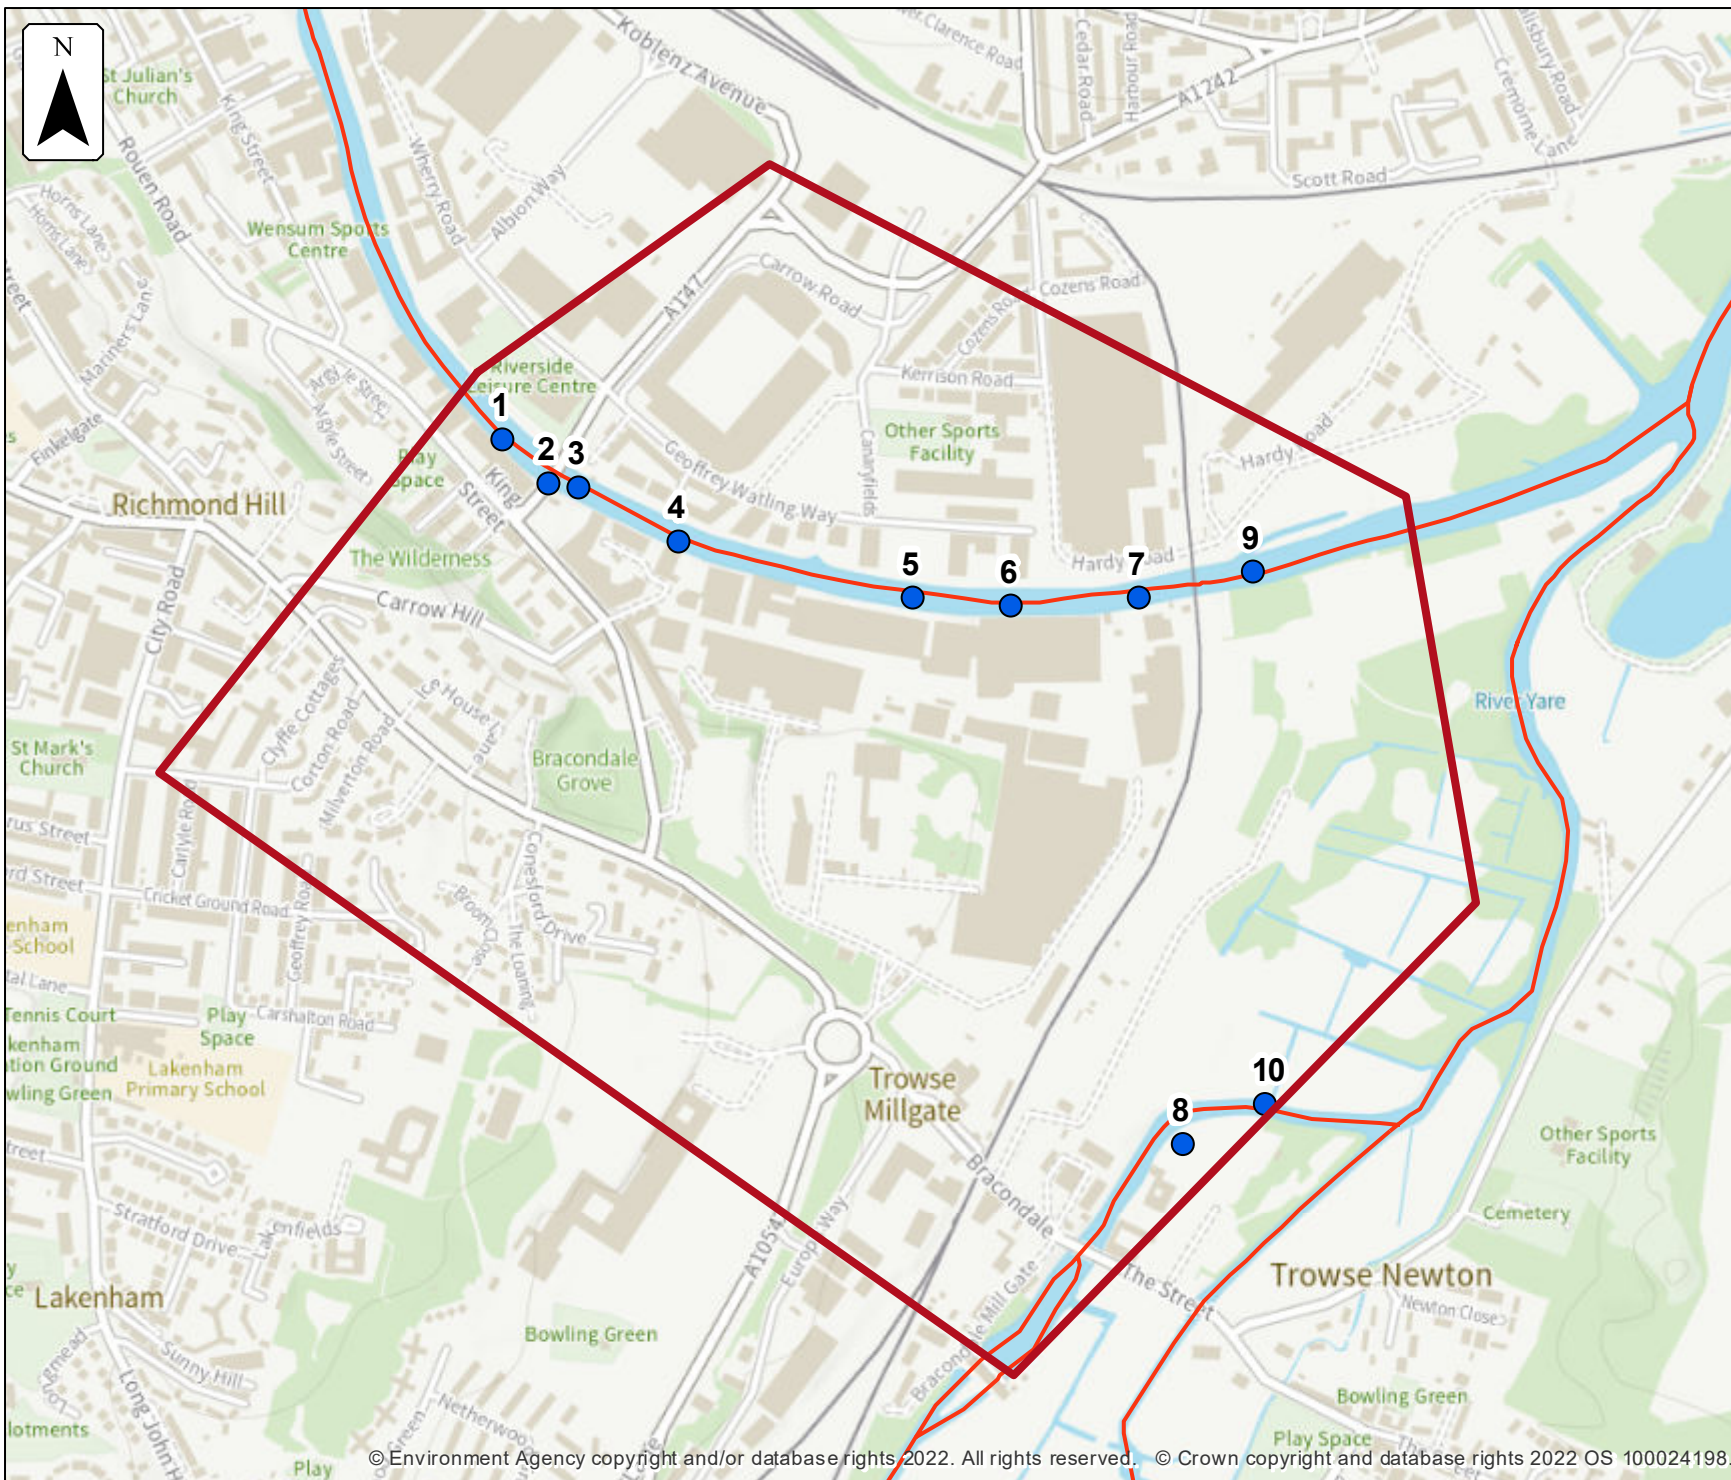 N
St Julian's
Church
King Street
Rouen Road
Horns Lane
Horns Lane
Mariners Lane
Finkelgate
Wensum Sports
Centre
Wherry Road
Albion Way
Koblenz Avenue
Clarence Road
Cedar Road
Harbour Road
A1242
Cremorne Lane
Scott Road
A147
Carrow Road
Cozens Road
Cozens Road
Kerrison Road
Riverside
Leisure Centre
Argyle Street
Argyle Street
Play
Space
King
Street
Other Sports
Facility
Canaryfields
Geoffrey Watling Way
Hardy Road
Hardy Road
1
2
3
4
5
6
7
9
Richmond Hill
The Wilderness
Carrow Hill
City Road
Clyffe Cottages
Corton Road
Milverton Road
Ice House Lane
Bracondale
Grove
River Yare
St Mark's
Church
Carlyle Road
Cricket Ground Road
Geoffrey Road
Broom Close
Conesford Drive
The Loaning
Tennis Court
Play
Space
Carshalton Road
Lakenham
Primary School
Trowse
Millgate
8
10
Bracondale
The Street
Bracondale Mill Gate
Europa Way
A1054
Other Sports
Facility
Cemetery
Trowse Newton
Newton Close
Stratford Drive
Lakenfields
Lakenham
Longmead
Sunny Hill
Long John H
Bowling Green
Netherwood
Bowling Green
Play Space
Play
© Environment Agency copyright and/or database rights 2022. All rights reserved. © Crown copyright and database rights 2022 OS 100024198.